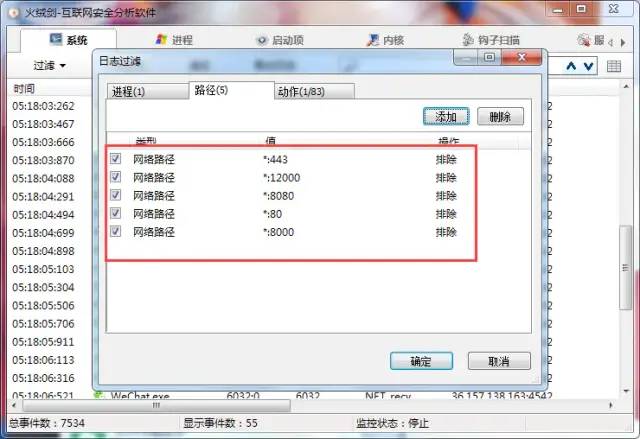 火绒剑-互联网安全分析软件
系统 进程 启动项 内核 钩子扫描 服
过滤 日志过滤
时间 进程(1) 路径(5) 动作(1/83)
添加 删除
类型 值 操作
05:18:03:262
05:18:03:467
05:18:03:666
05:18:03:870 网络路径 *:443 排除
05:18:04:088 网络路径 *:12000 排除
05:18:04:291 网络路径 *:8080 排除
05:18:04:494 网络路径 *:80 排除
05:18:04:699 网络路径 *:8000 排除
05:18:04:898
05:18:05:103
05:18:05:304
05:18:05:506
05:18:05:706
05:18:05:911
05:18:06:113 确定 取消
05:18:06:316
05:18:06:521 WeChat.exe 6032:0 6032 NET_recv 36.157.138.163:4542
总事件数：7534 显示事件数：55 监控状态：停止